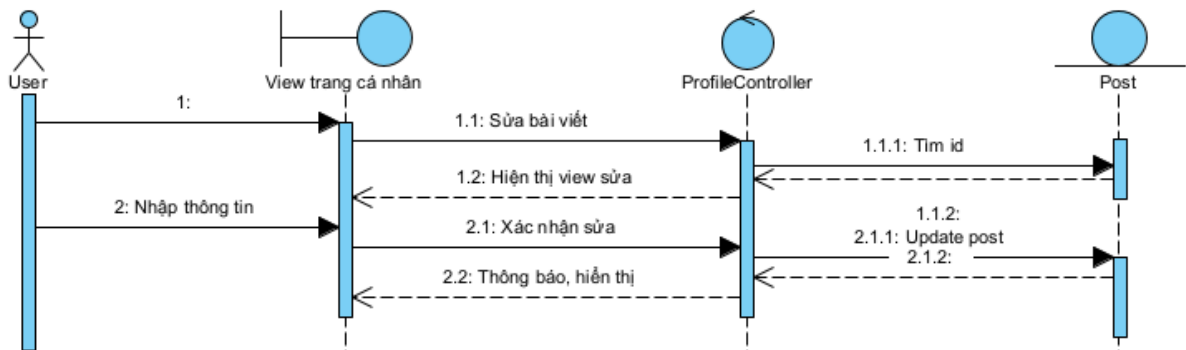 User
View trang cá nhân
ProfileController
Post
1:
1.1: Sửa bài viết
1.1.1: Tìm id
1.2: Hiện thị view sửa
2: Nhập thông tin
1.1.2:
2.1: Xác nhận sửa
2.1.1: Update post
2.1.2:
2.2: Thông báo, hiển thị